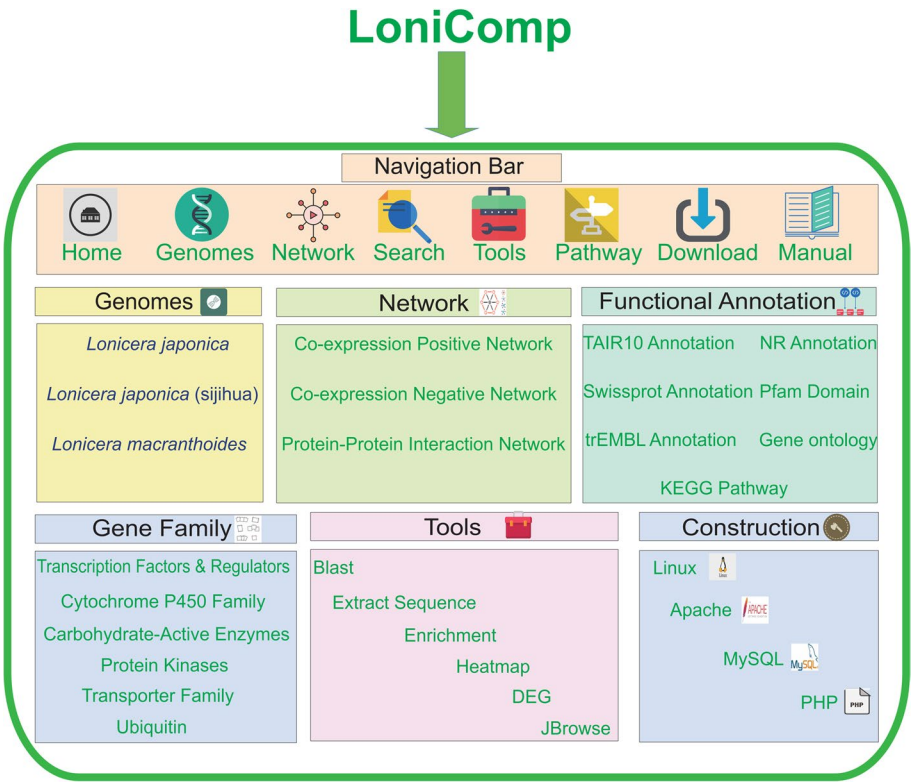 LoniComp
Navigation Bar
Home Genomes Network Search Tools Pathway Download Manual
Genomes
Lonicera japonica
Lonicera japonica (sijihua)
Lonicera macranthoides
Network
Co-expression Positive Network
Co-expression Negative Network
Protein-Protein Interaction Network
Functional Annotation
TAIR10 Annotation NR Annotation
Swissprot Annotation Pfam Domain
trEMBL Annotation Gene ontology
KEGG Pathway
Gene Family
Transcription Factors & Regulators
Cytochrome P450 Family
Carbohydrate-Active Enzymes
Protein Kinases
Transporter Family
Ubiquitin
Tools
Blast
Extract Sequence
Enrichment
Heatmap
DEG
JBrowse
Construction
Linux Linux
Apache APACHE
MySQL MySQL
PHP PHP